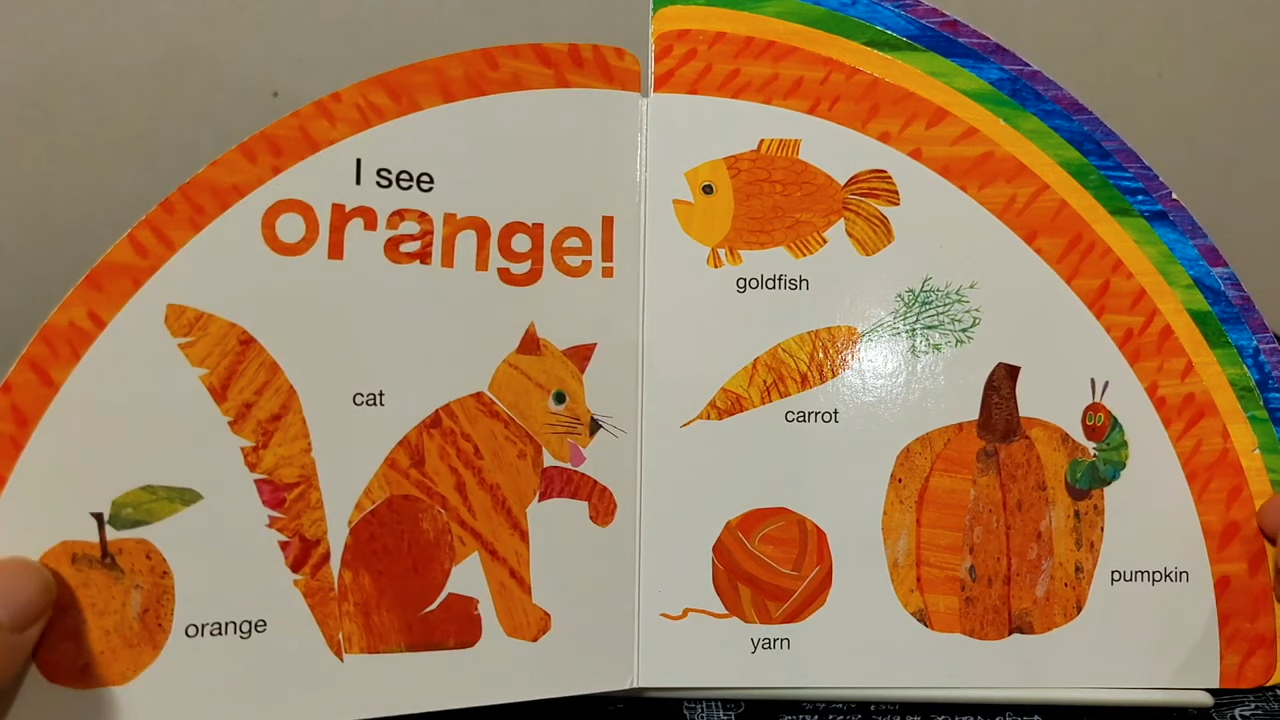 I see
orange!
cat
orange
goldfish
carrot
yarn
pumpkin